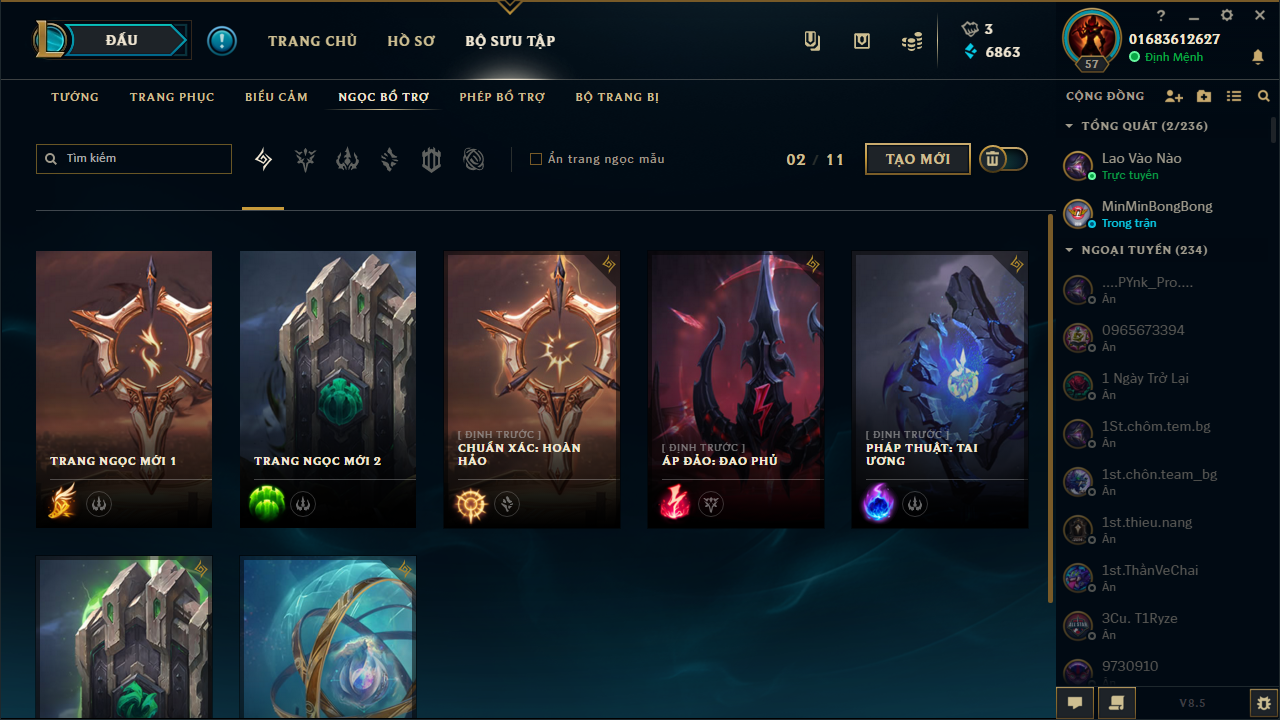 ĐẤU
TRANG CHỦ
HỒ SƠ
BỘ SƯU TẬP
3
6863
57
01683612627
Định Mệnh
TƯỚNG
TRANG PHỤC
BIỂU CẢM
NGỌC BỔ TRỢ
PHÉP BỔ TRỢ
BỘ TRANG BỊ
Tìm kiếm
Ẩn trang ngọc mẫu
02 / 11
TẠO MỚI
TRANG NGỌC MỚI 1
TRANG NGỌC MỚI 2
[ ĐỊNH TRƯỚC ]
CHUẨN XÁC: HOÀN
HẢO
[ ĐỊNH TRƯỚC ]
ÁP ĐẢO: ĐAO PHỦ
[ ĐỊNH TRƯỚC ]
PHÁP THUẬT: TAI
ƯƠNG
CỘNG ĐỒNG
TỔNG QUÁT (2/236)
Lao Vào Nào
Trực tuyến
MinMinBongBong
Trong trận
NGOẠI TUYẾN (234)
....PYnk_Pro....
Ẩn
0965673394
Ẩn
1 Ngày Trở Lại
Ẩn
1St.chôm.tem.bg
Ẩn
1st.chôn.team_bg
Ẩn
1st.thieu.nang
Ẩn
1st.ThầnVeChai
Ẩn
3Cu. T1Ryze
Ẩn
9730910
Ẩn
V8.5